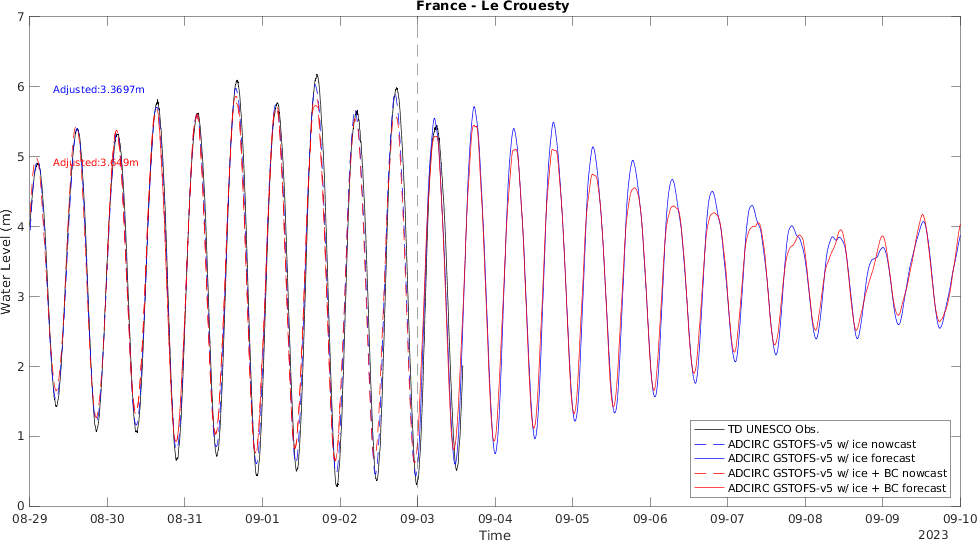 France - Le Crouesty
7
6
5
4
3
2
1
0
Water Level (m)
Adjusted:3.3697m
Adjusted:3.649m
TD UNESCO Obs.
ADCIRC GSTOFS-v5 w/ ice nowcast
ADCIRC GSTOFS-v5 w/ ice forecast
ADCIRC GSTOFS-v5 w/ ice + BC nowcast
ADCIRC GSTOFS-v5 w/ ice + BC forecast
08-29 08-30 08-31 09-01 09-02 09-03 09-04 09-05 09-06 09-07 09-08 09-09 09-10
Time
2023